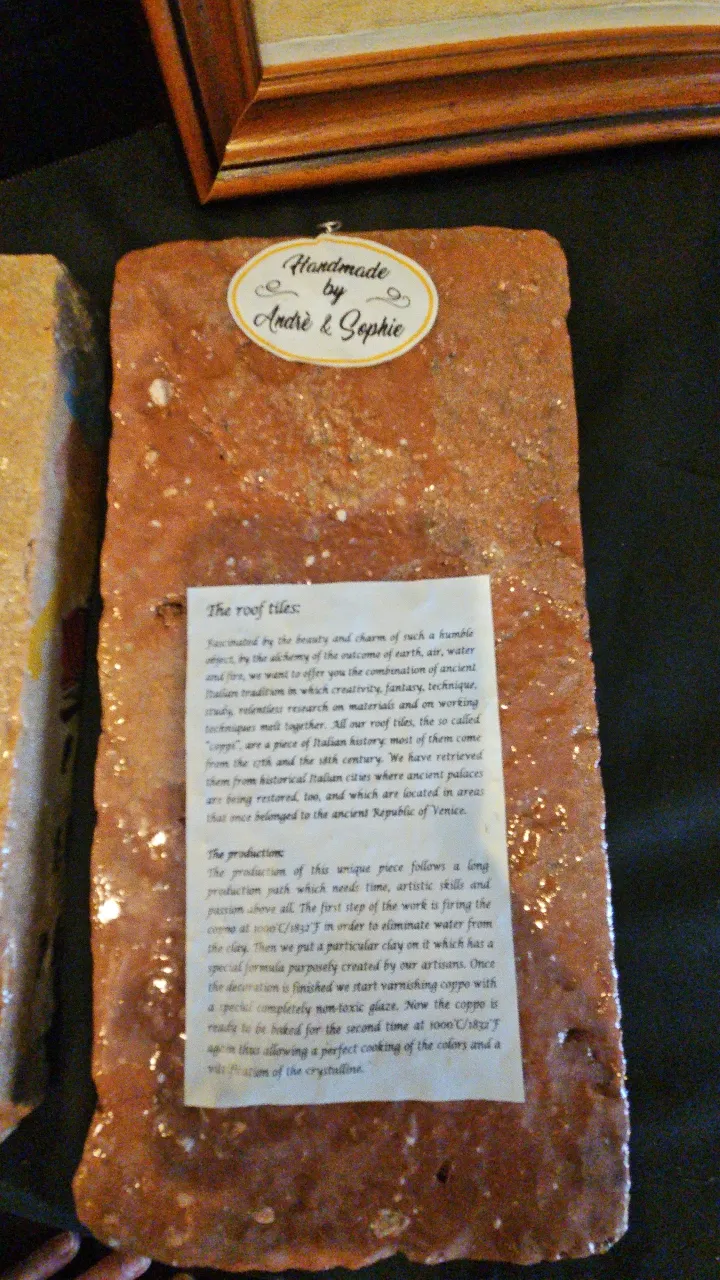 Handmade
by
Andrè & Sophie
The roof tiles:
Fascinated by the beauty and charm of such a humble
object, by the alchemy of the outcome of earth, air, water
and fire, we want to offer you the combination of ancient
Italian tradition in which creativity, fantasy, technique,
study, relentless research on materials and on working
techniques melt together. All our roof tiles, the so called
"coppi", are a piece of Italian history: most of them come
from the 17th and the 18th century. We have retrieved
them from historical Italian cities where ancient palaces
are being restored, too, and which are located in areas
that once belonged to the ancient Republic of Venice.
The production:
The production of this unique piece follows a long
production path which needs time, artistic skills and
passion above all. The first step of the work is firing the
coppo at 1000°C/1832°F in order to eliminate water from
the clay. Then we put a particular clay on it which has a
special formula purposely created by our artisans. Once
the decoration is finished we start varnishing coppo with
a special completely non-toxic glaze. Now the coppo is
ready to be baked for the second time at 1000°C/1832°F
again thus allowing a perfect cooking of the colors and a
vitrification of the crystalline.